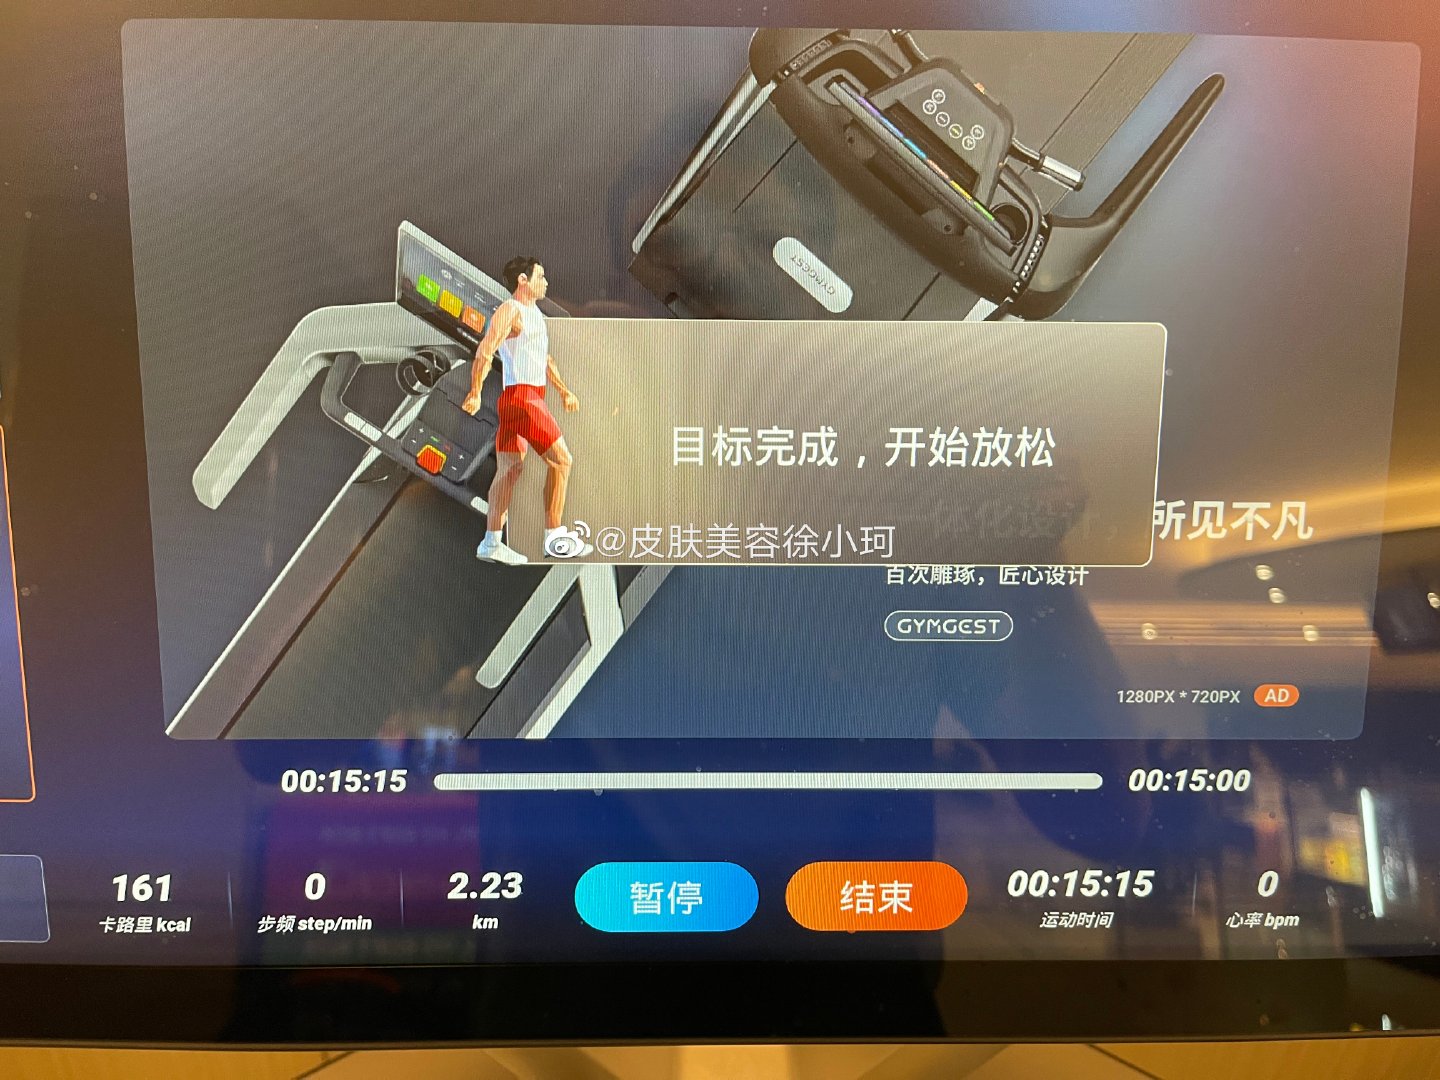 GYMGEST
目标完成，开始放松
所见不凡
@皮肤美容徐小珂
百次雕琢，匠心设计
GYMGEST
1280PX * 720PX AD
00:15:15 00:15:00
161 0 2.23 暂停 结束 00:15:15 0
卡路里 kcal 步频 step/min km 运动时间 心率 bpm